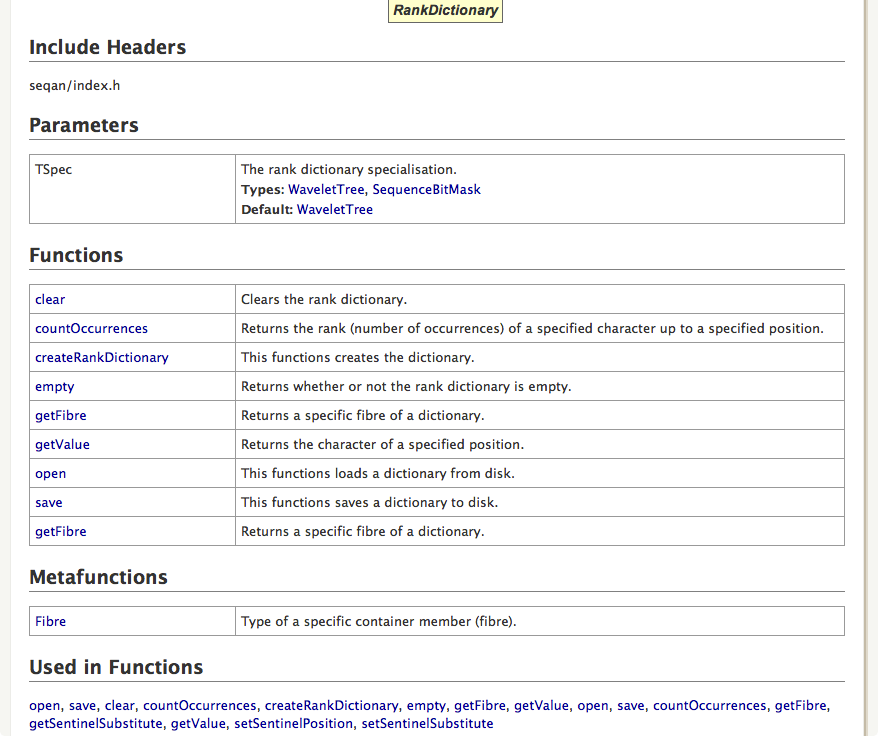 RankDictionary
Include Headers
seqan/index.h
Parameters
TSpec
The rank dictionary specialisation.
Types: WaveletTree, SequenceBitMask
Default: WaveletTree
Functions
clear
Clears the rank dictionary.
countOccurrences
Returns the rank (number of occurrences) of a specified character up to a specified position.
createRankDictionary
This functions creates the dictionary.
empty
Returns whether or not the rank dictionary is empty.
getFibre
Returns a specific fibre of a dictionary.
getValue
Returns the character of a specified position.
open
This functions loads a dictionary from disk.
save
This functions saves a dictionary to disk.
getFibre
Returns a specific fibre of a dictionary.
Metafunctions
Fibre
Type of a specific container member (fibre).
Used in Functions
open, save, clear, countOccurrences, createRankDictionary, empty, getFibre, getValue, open, save, countOccurrences, getFibre,
getSentinelSubstitute, getValue, setSentinelPosition, setSentinelSubstitute